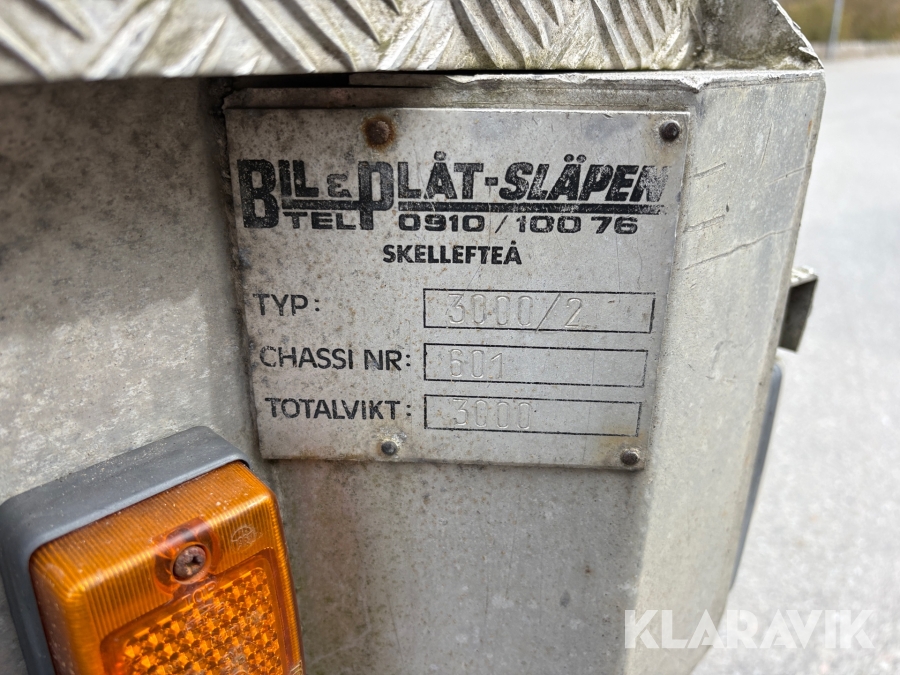 BIL & PLÅT-SLÄPEN
TEL 0910/100 76
SKELLEFTEÅ
TYP: 3000/2
CHASSI NR: 601
TOTALVIKT: 3000
KLARAVIK